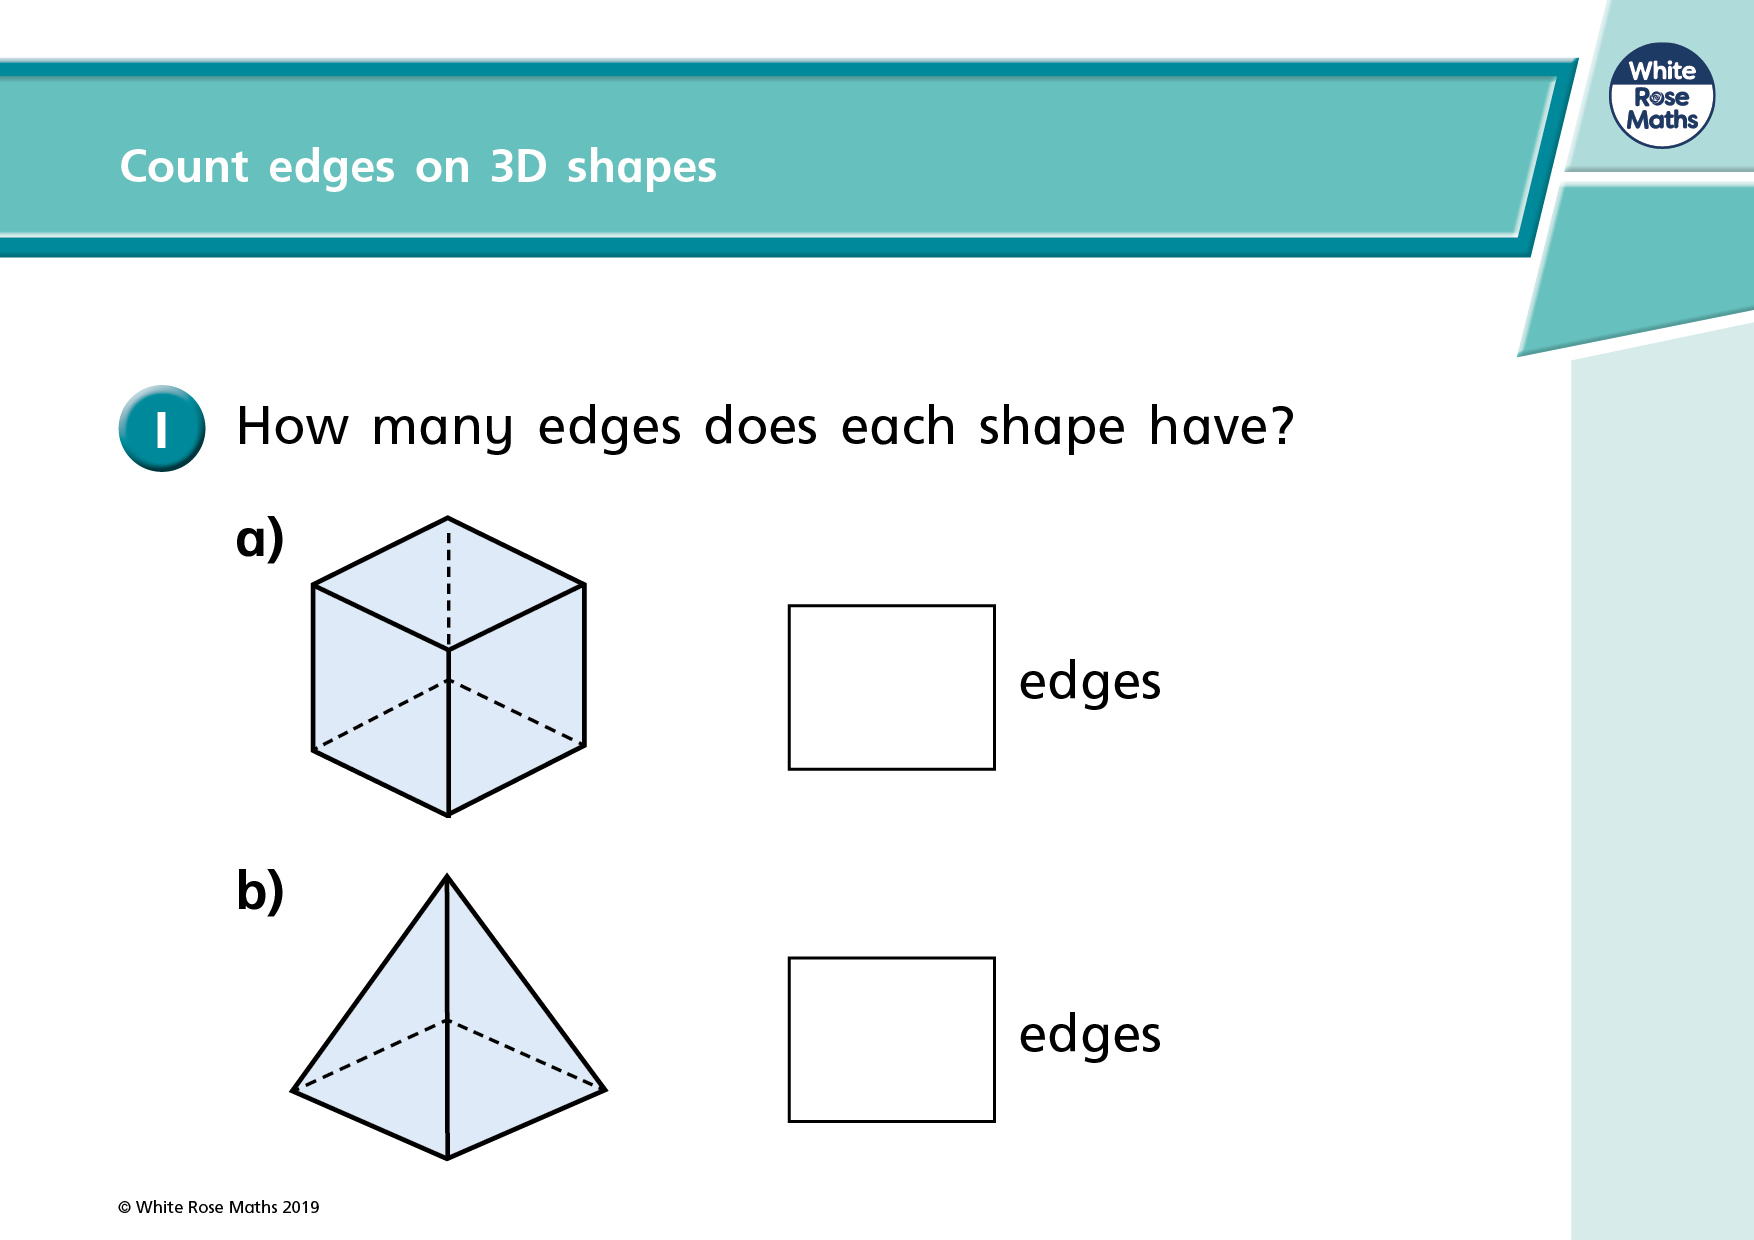 White
Rose
Maths
Count edges on 3D shapes
1 How many edges does each shape have?
a)
edges
b)
edges
© White Rose Maths 2019